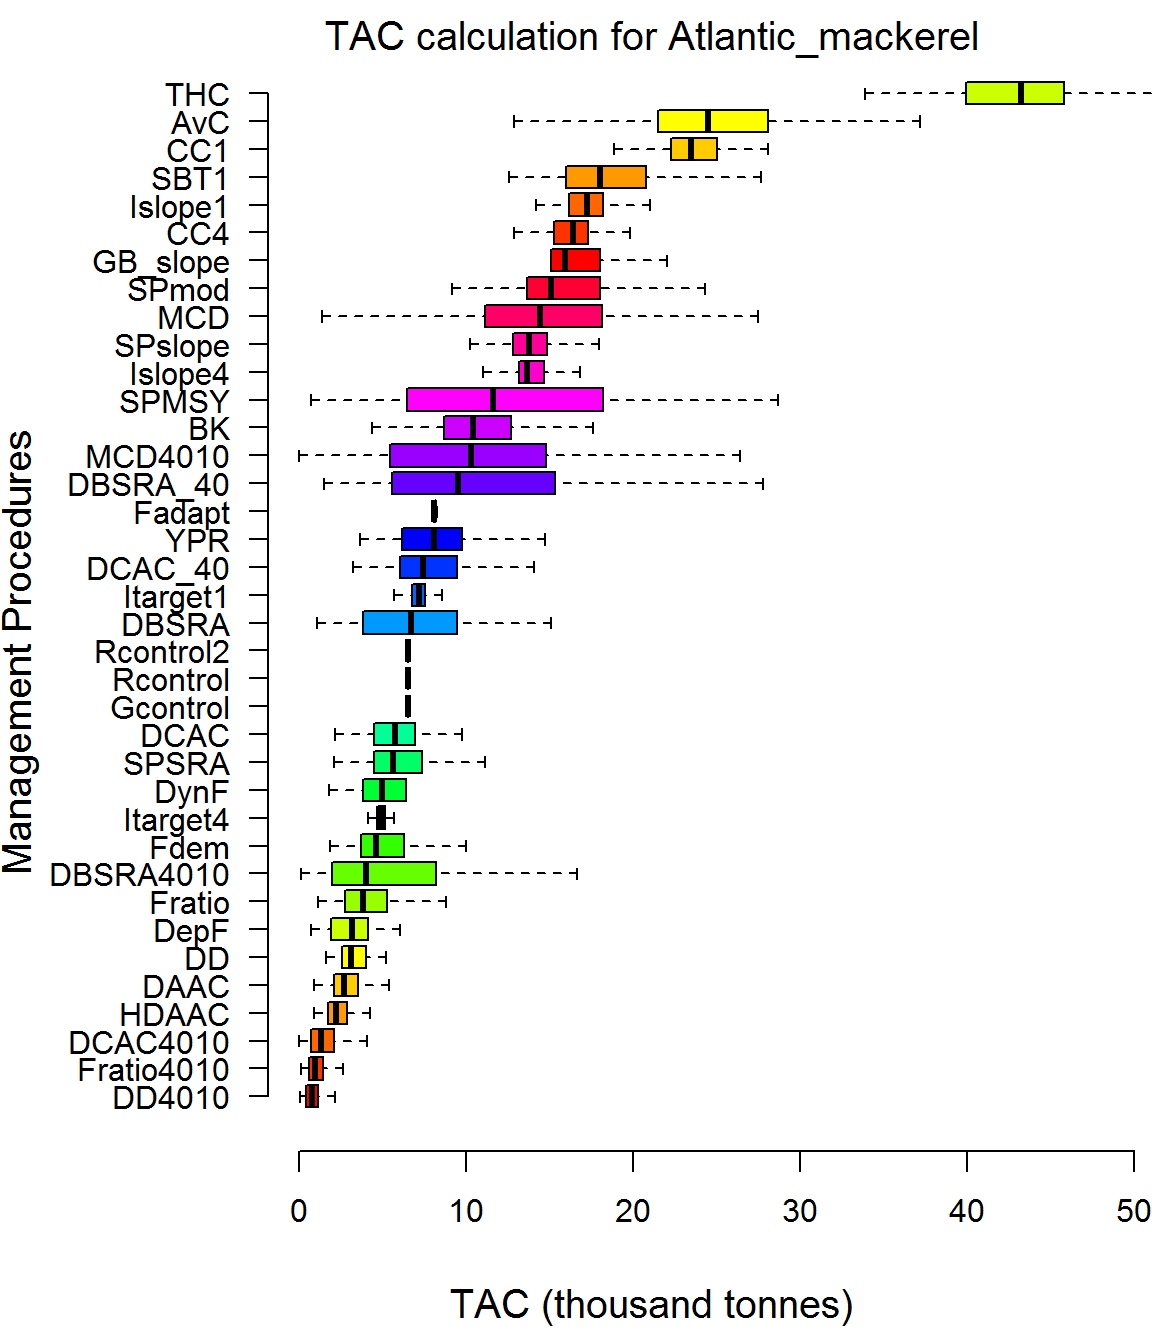 TAC calculation for Atlantic_mackerel
THC
AvC
CC1
SBT1
Islope1
CC4
GB_slope
SPmod
MCD
SPslope
Islope4
SPMSY
BK
MCD4010
DBSRA_40
Fadapt
YPR
DCAC_40
Itarget1
DBSRA
Rcontrol2
Rcontrol
Gcontrol
DCAC
SPSRA
DynF
Itarget4
Fdem
DBSRA4010
Fratio
DepF
DD
DAAC
HDAAC
DCAC4010
Fratio4010
DD4010
Management Procedures
0 10 20 30 40 50
TAC (thousand tonnes)